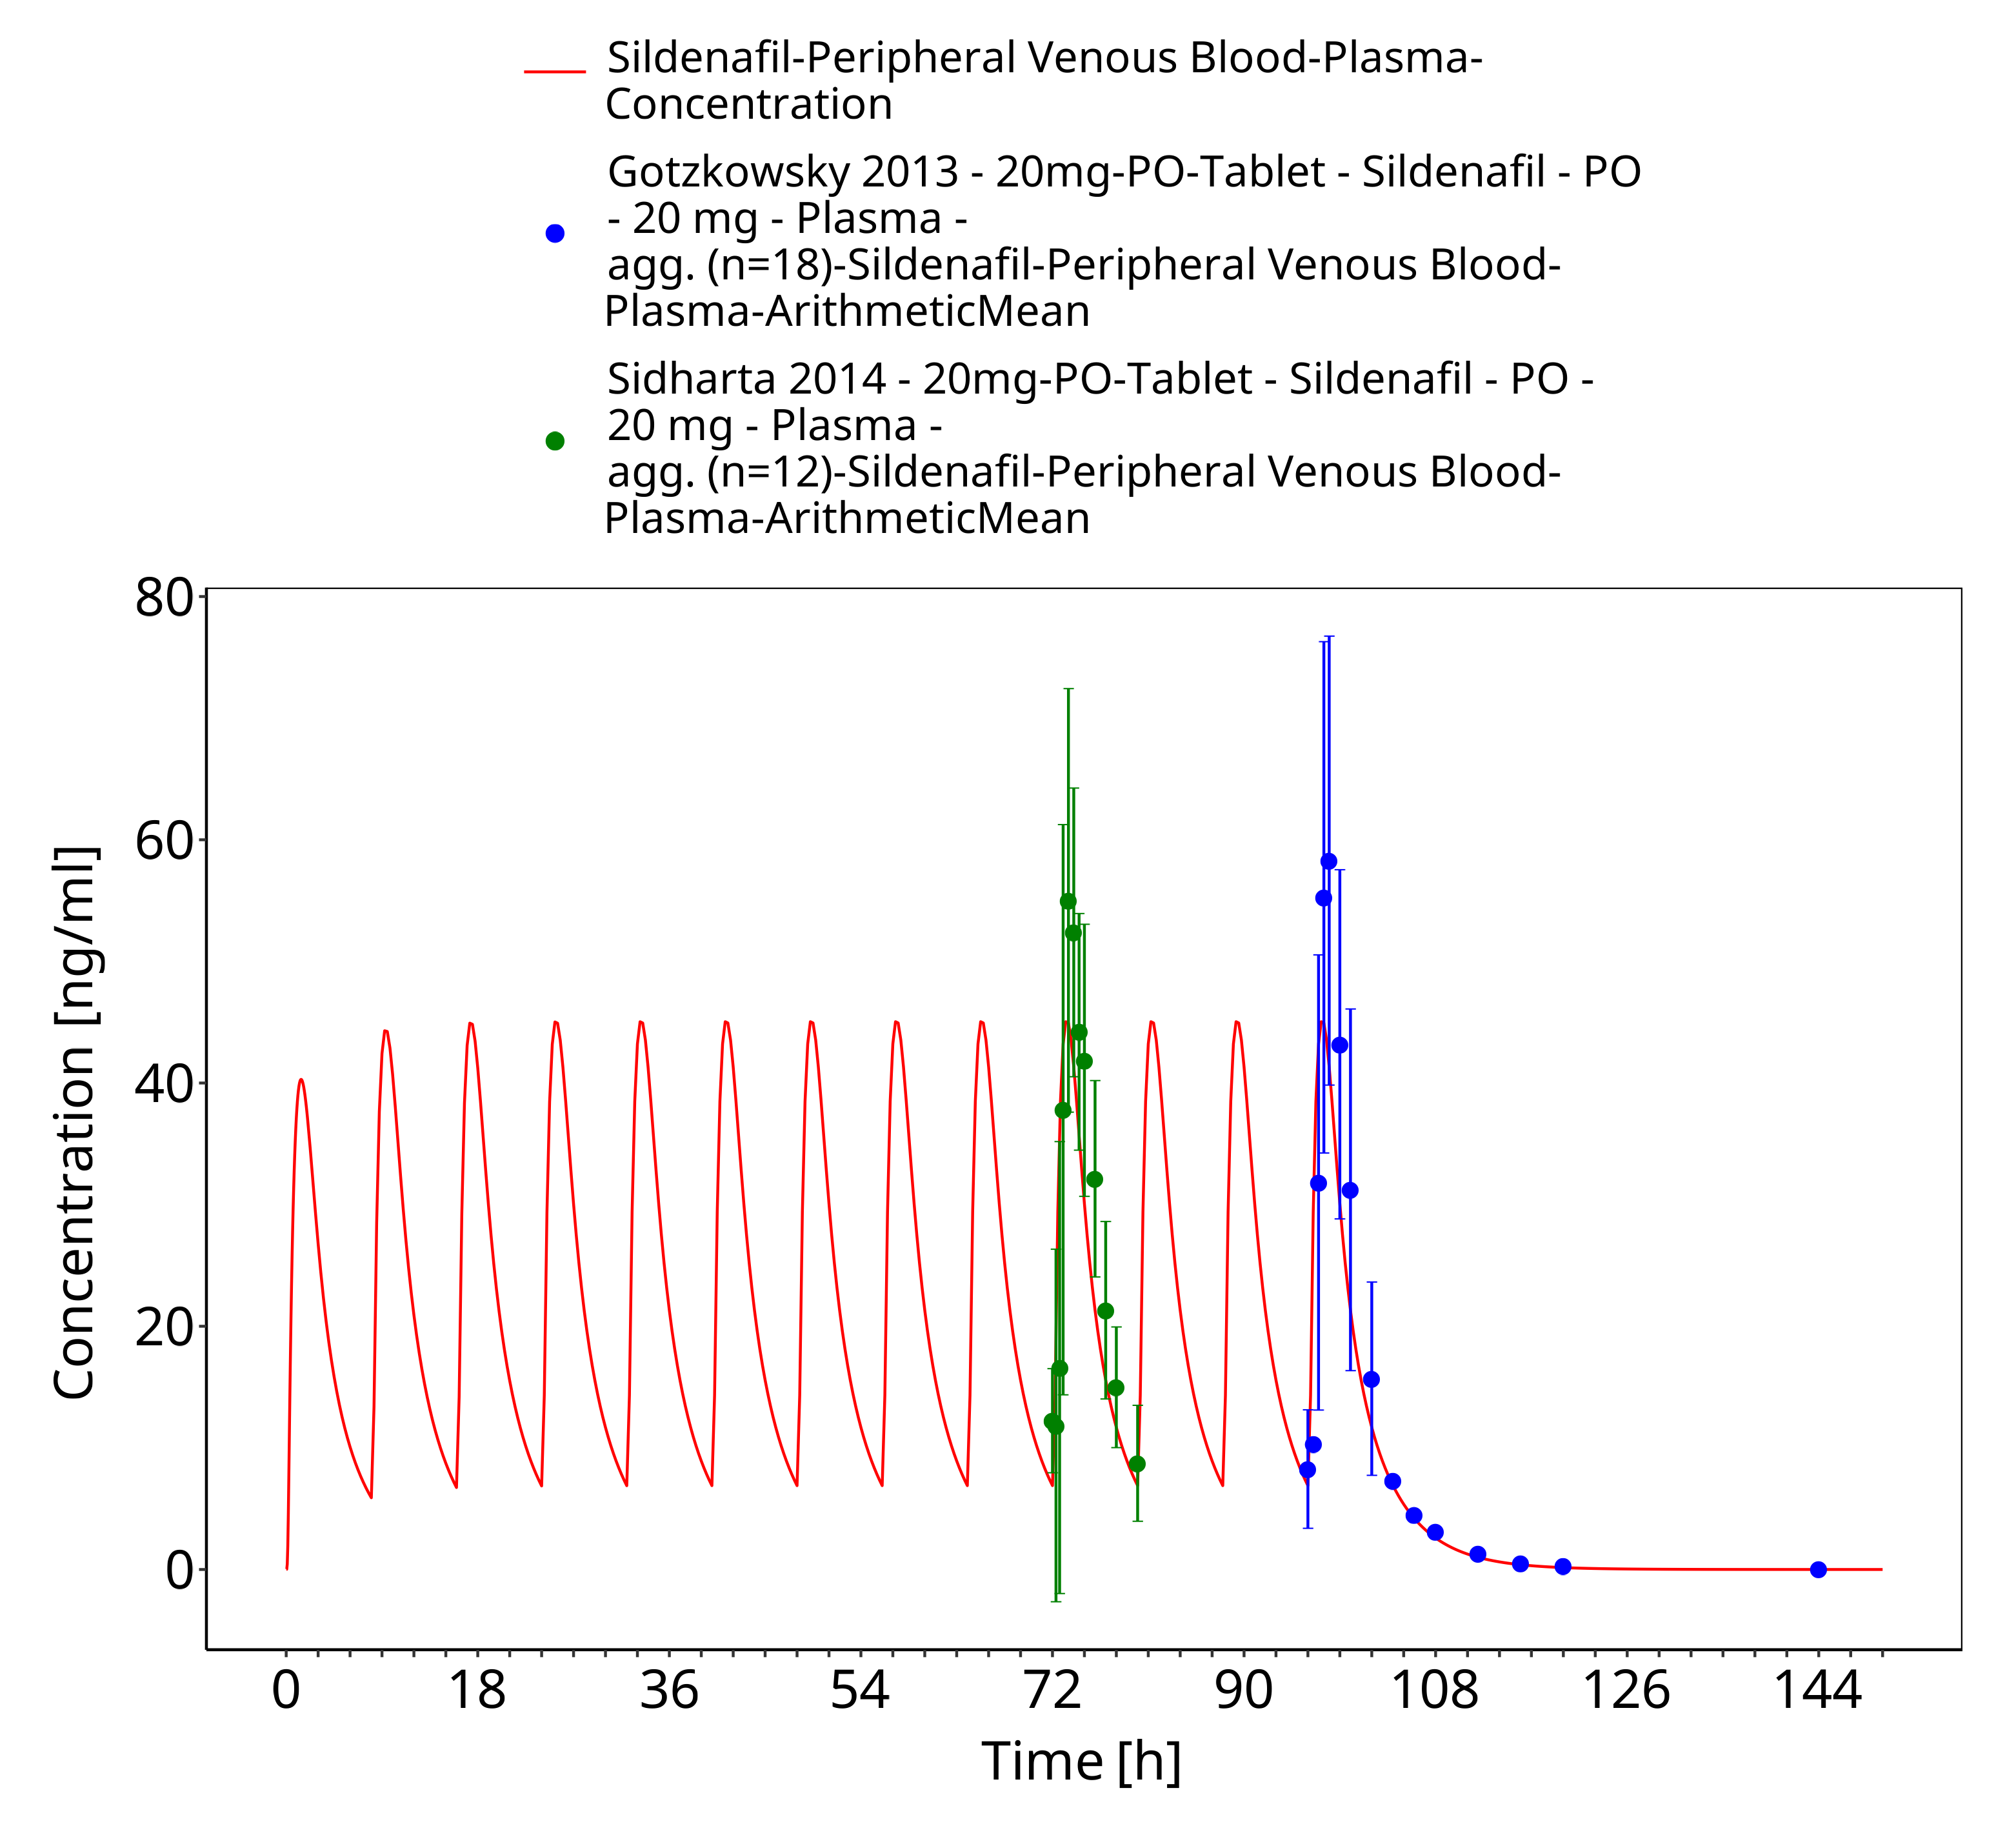 Sildenafil-Peripheral Venous Blood-Plasma-
Concentration
Gotzkowsky 2013 - 20mg-PO-Tablet - Sildenafil - PO
- 20 mg - Plasma -
agg. (n=18)-Sildenafil-Peripheral Venous Blood-
Plasma-ArithmeticMean
Sidharta 2014 - 20mg-PO-Tablet - Sildenafil - PO -
20 mg - Plasma -
agg. (n=12)-Sildenafil-Peripheral Venous Blood-
Plasma-ArithmeticMean
80
60
40
20
0
Concentration [ng/ml]
0 18 36 54 72 90 108 126 144
Time [h]